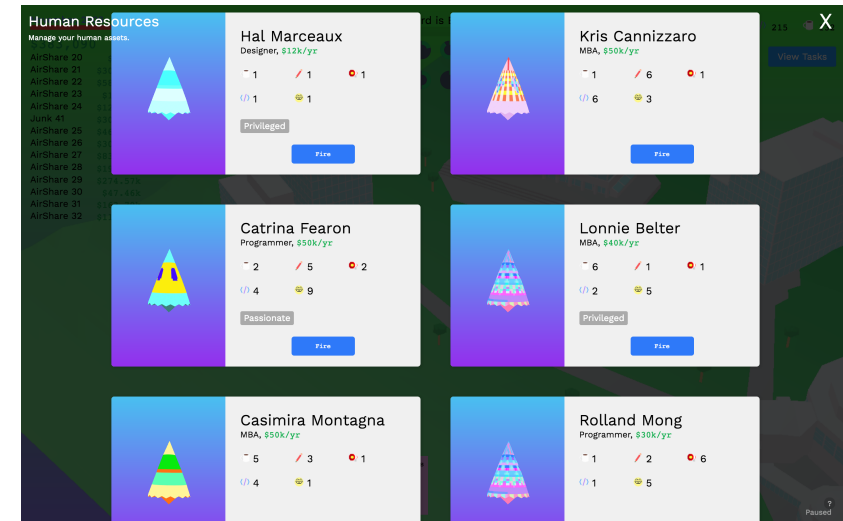 Human Resources
Manage your human assets.
215
X
View Tasks
AirShare 20
AirShare 21
AirShare 22
AirShare 23
AirShare 24
Junk 41
AirShare 25
AirShare 26
AirShare 27
AirShare 28
AirShare 29
AirShare 30
AirShare 31
AirShare 32
Hal Marceaux
Designer, $12k/yr
1 1 1
1 1
Privileged
Fire
Kris Cannizzaro
MBA, $50k/yr
1 6 1
6 3
Fire
Catrina Fearon
Programmer, $50k/yr
2 5 2
4 9
Passionate
Fire
Lonnie Belter
MBA, $40k/yr
6 1 1
2 5
Privileged
Fire
Casimira Montagna
MBA, $50k/yr
5 3 1
4 1
Rolland Mong
Programmer, $30k/yr
1 2 6
1 5
?
Paused